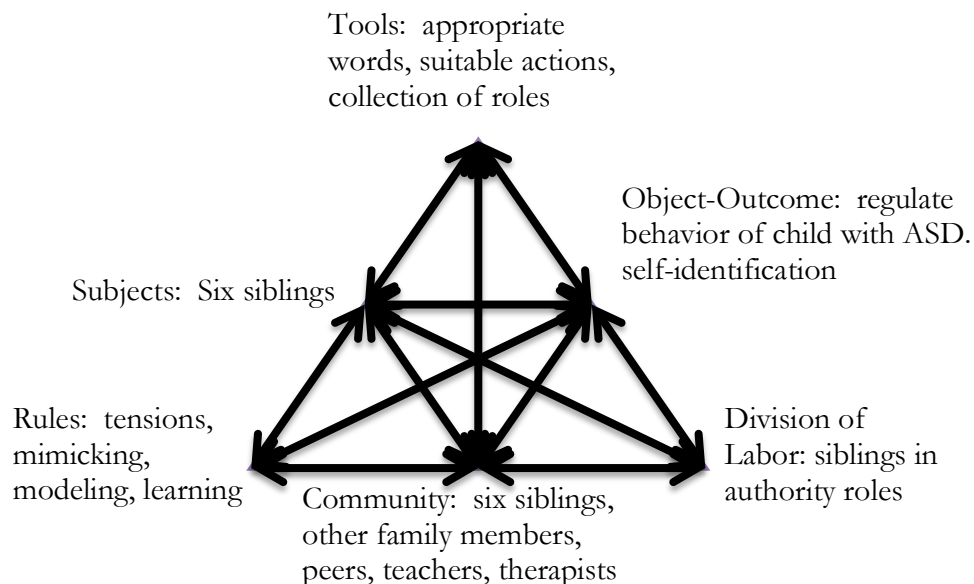 Tools:  appropriate
words, suitable actions,
collection of roles
Object-Outcome:  regulate
behavior of child with ASD.
self-identification
Subjects:  Six siblings
Rules:  tensions,
mimicking,
modeling, learning
Community:  six siblings,
other family members,
peers, teachers, therapists
Division of
Labor: siblings in
authority roles